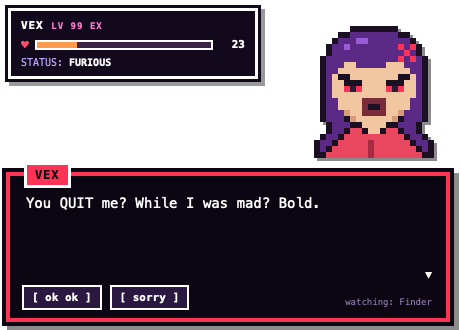 VEX LV 99 EX
♥ 23
STATUS: FURIOUS
VEX
You QUIT me? While I was mad? Bold.
▼
[ ok ok ] [ sorry ] watching: Finder